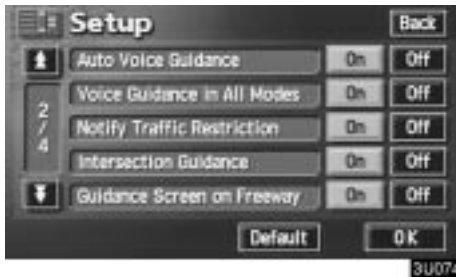 Setup Back
Auto Voice Guidance On Off
Voice Guidance in All Modes On Off
2/4
Notify Traffic Restriction On Off
Intersection Guidance On Off
Guidance Screen on Freeway On Off
Default OK